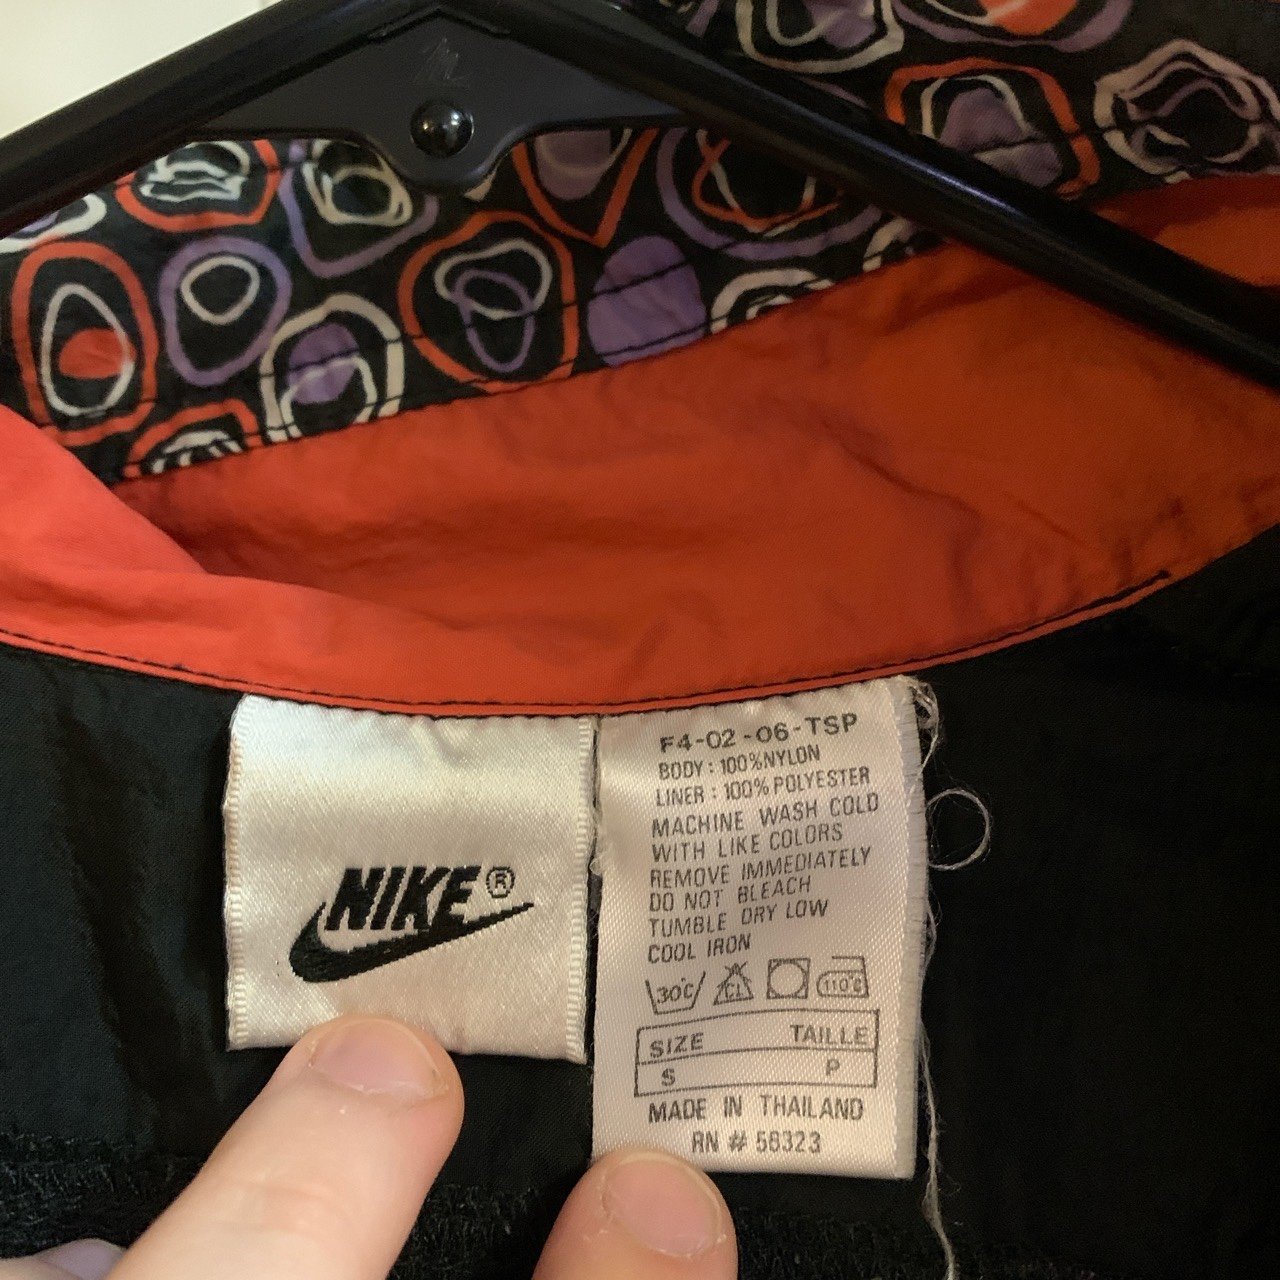 NIKE®
F4-02-06-TSP
BODY : 100%NYLON
LINER : 100%POLYESTER
MACHINE WASH COLD
WITH LIKE COLORS
REMOVE IMMEDIATELY
DO NOT BLEACH
TUMBLE DRY LOW
COOL IRON
30°C CL 110°C
SIZE TAILLE
S P
MADE IN THAILAND
RN # 56323